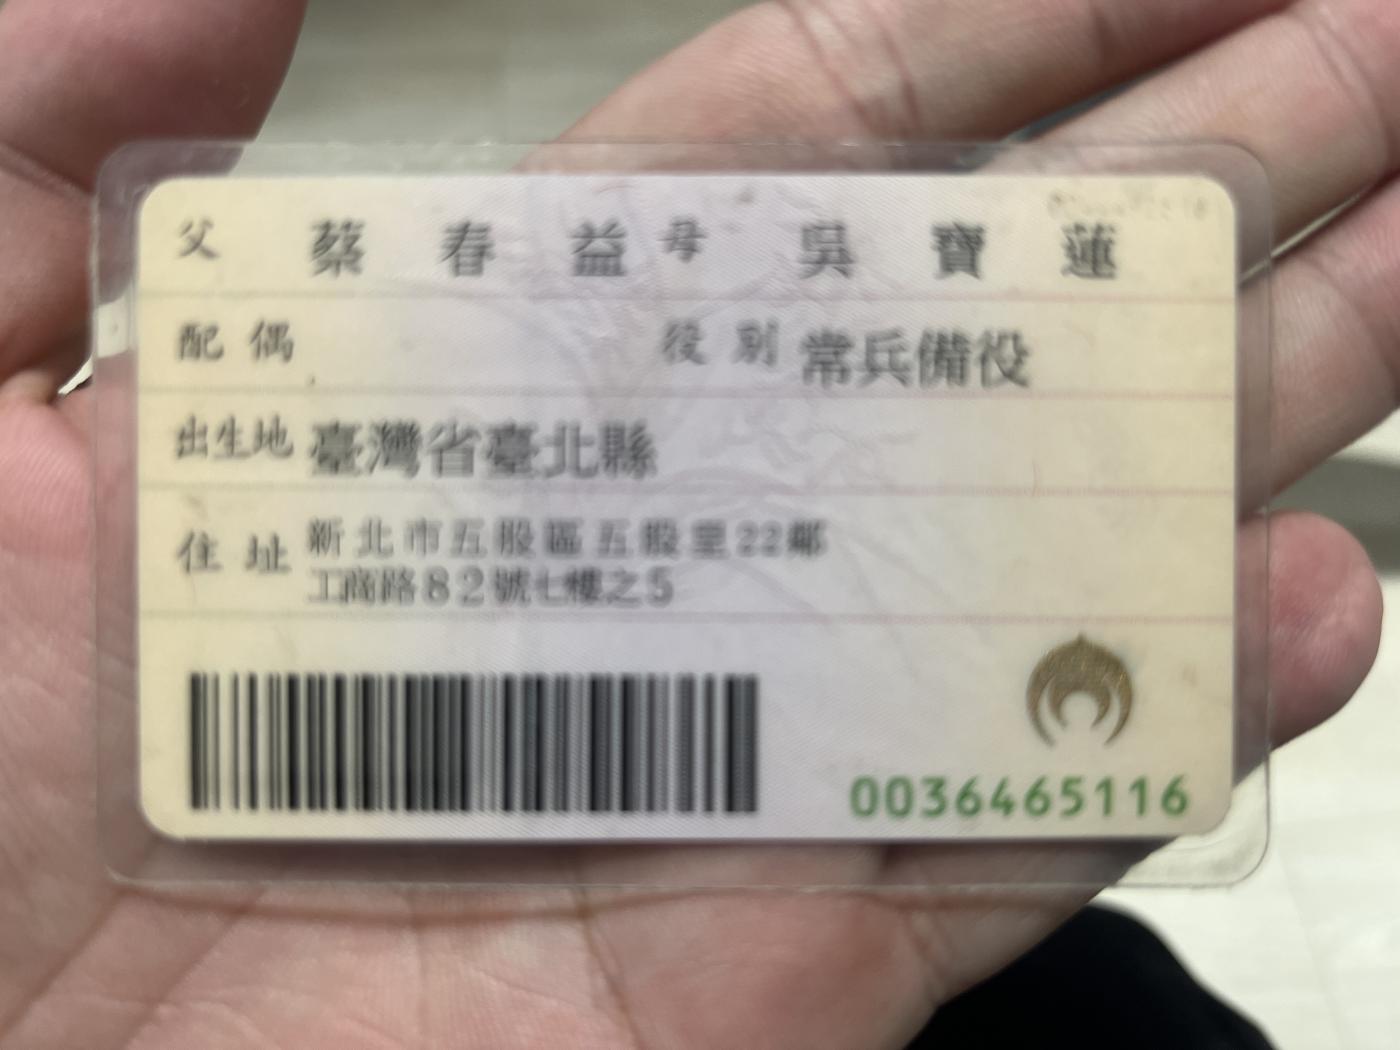 父 蔡春益 母 吳寶蓮
配偶 役別 常兵備役
出生地 臺灣省臺北縣
住址 新北市五股區五股里22鄰
工商路82號七樓之5
0036465116